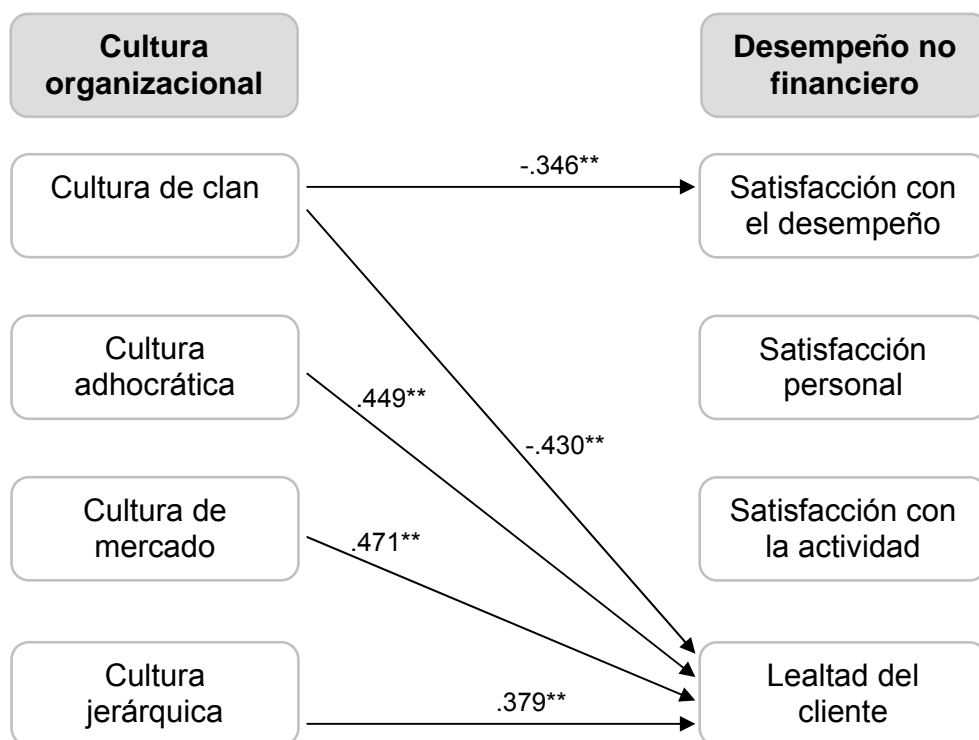 Cultura
organizacional
Desempeño no
financiero
Cultura de clan
-.346**
Satisfacción con
el desempeño
Cultura
adhocrática
.449**
-.430**
Satisfacción
personal
Cultura de
mercado
.471**
Satisfacción con
la actividad
Cultura
jerárquica
.379**
Lealtad del
cliente